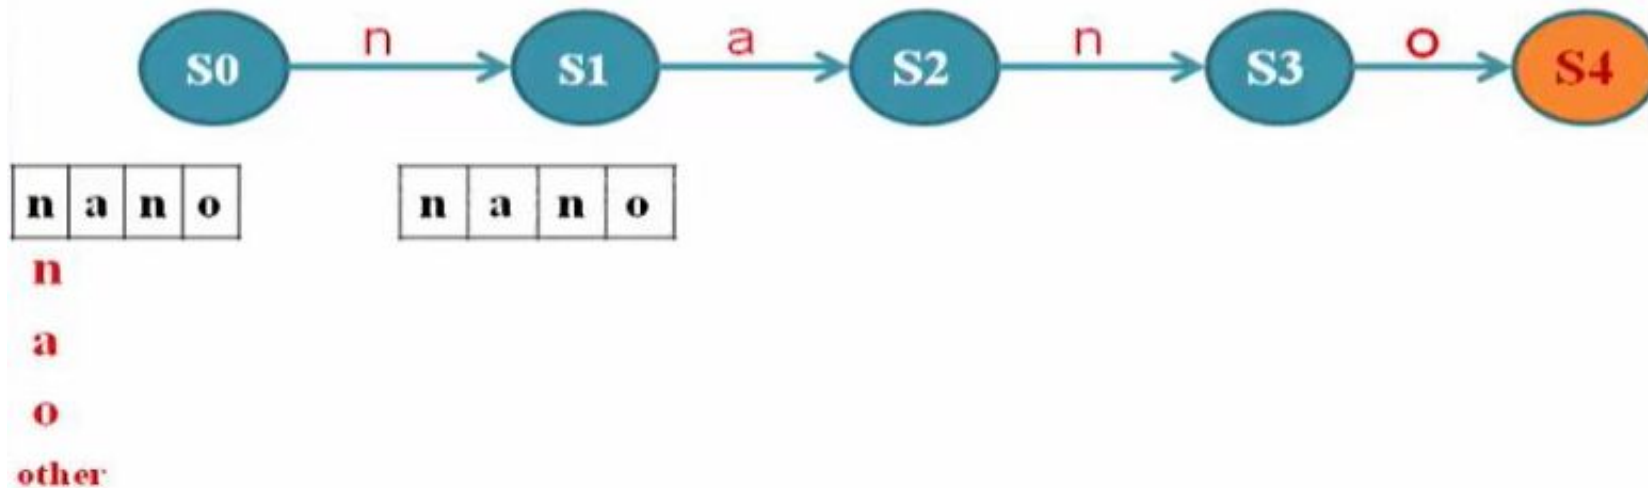 n a n o
S0 S1 S2 S3 S4
n a n o n a n o
n
a
o
other